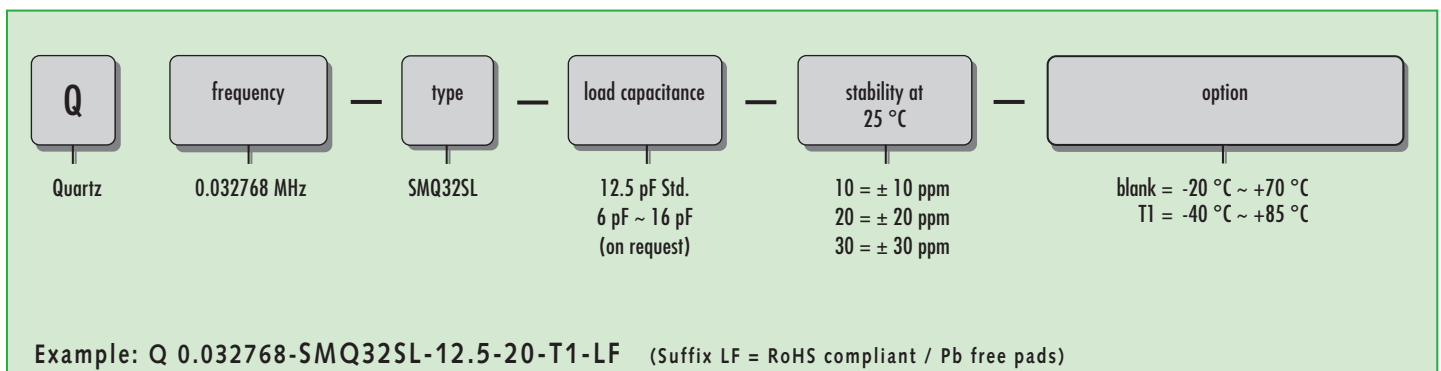 Q
frequency
—
type
—
load capacitance
—
stability at
25 °C
—
option
Quartz
0.032768 MHz
SMQ32SL
12.5 pF Std.
6 pF ~ 16 pF
(on request)
10 = ± 10 ppm
20 = ± 20 ppm
30 = ± 30 ppm
blank = -20 °C ~ +70 °C
T1 = -40 °C ~ +85 °C
Example: Q 0.032768-SMQ32SL-12.5-20-T1-LF (Suffix LF = RoHS compliant / Pb free pads)